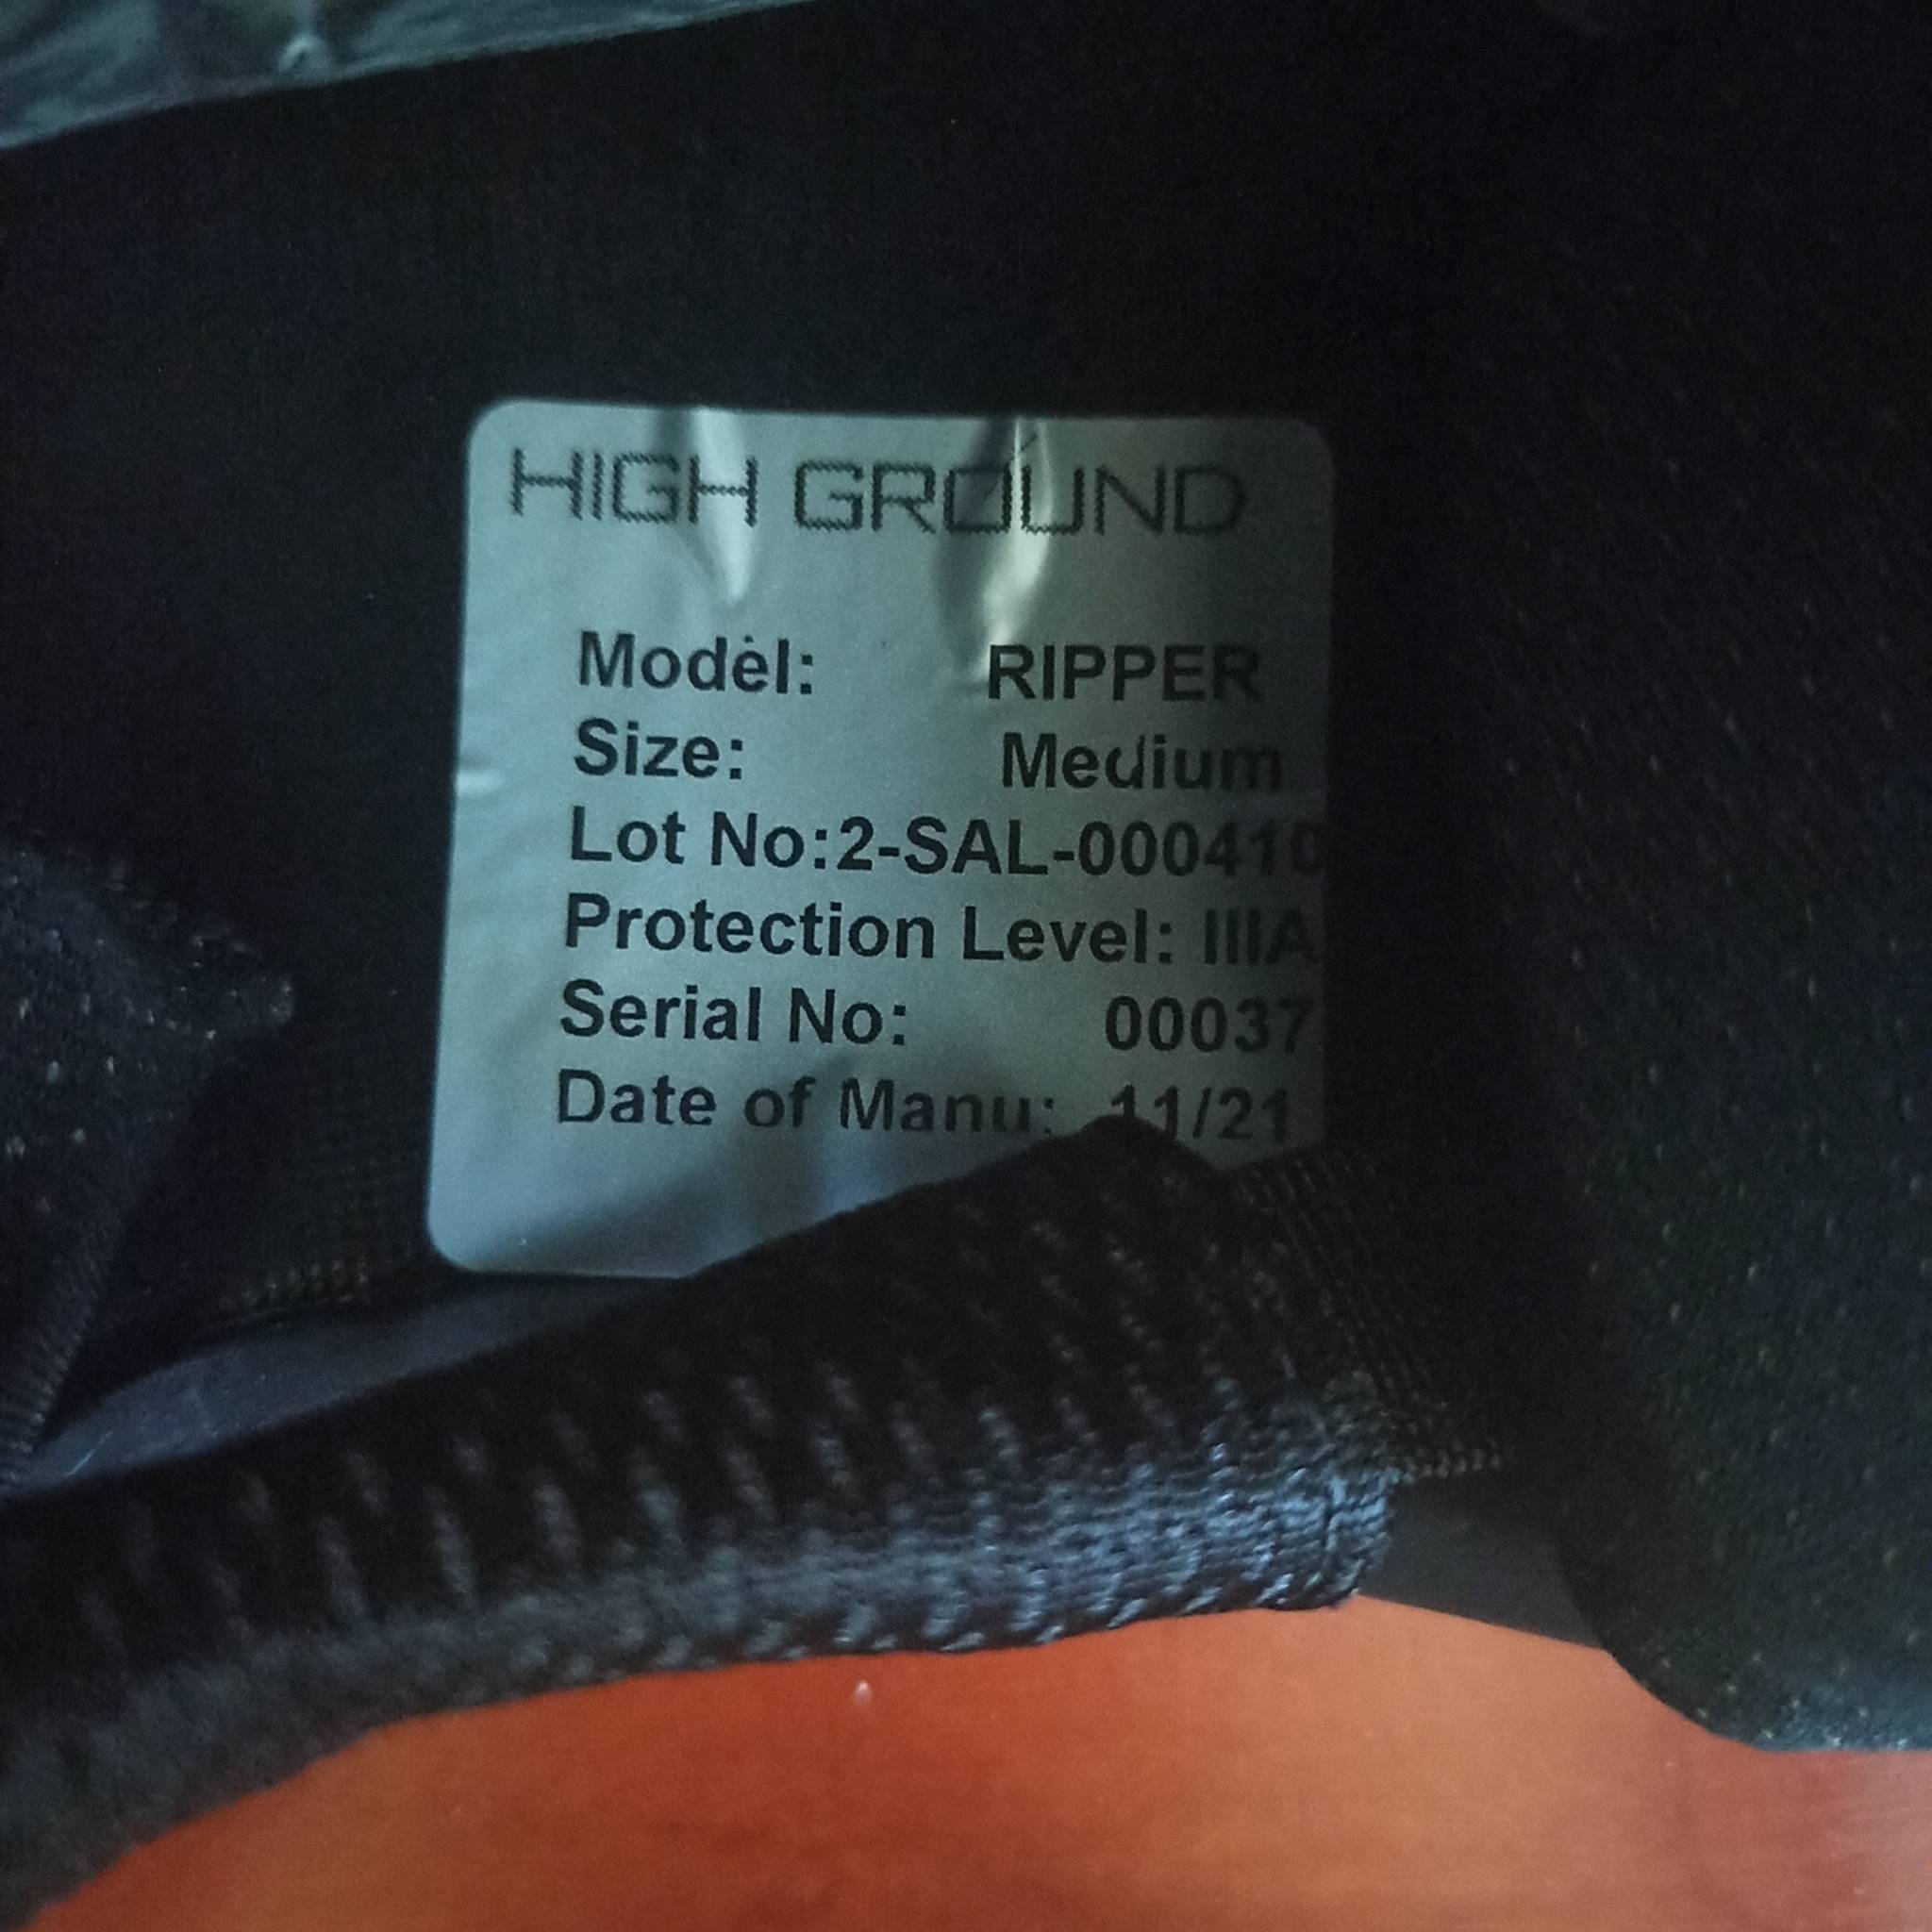 HIGH GROUND
Model: RIPPER
Size: Medium
Lot No:2-SAL-000410
Protection Level: IIIA
Serial No: 00037
Date of Manu: 11/21